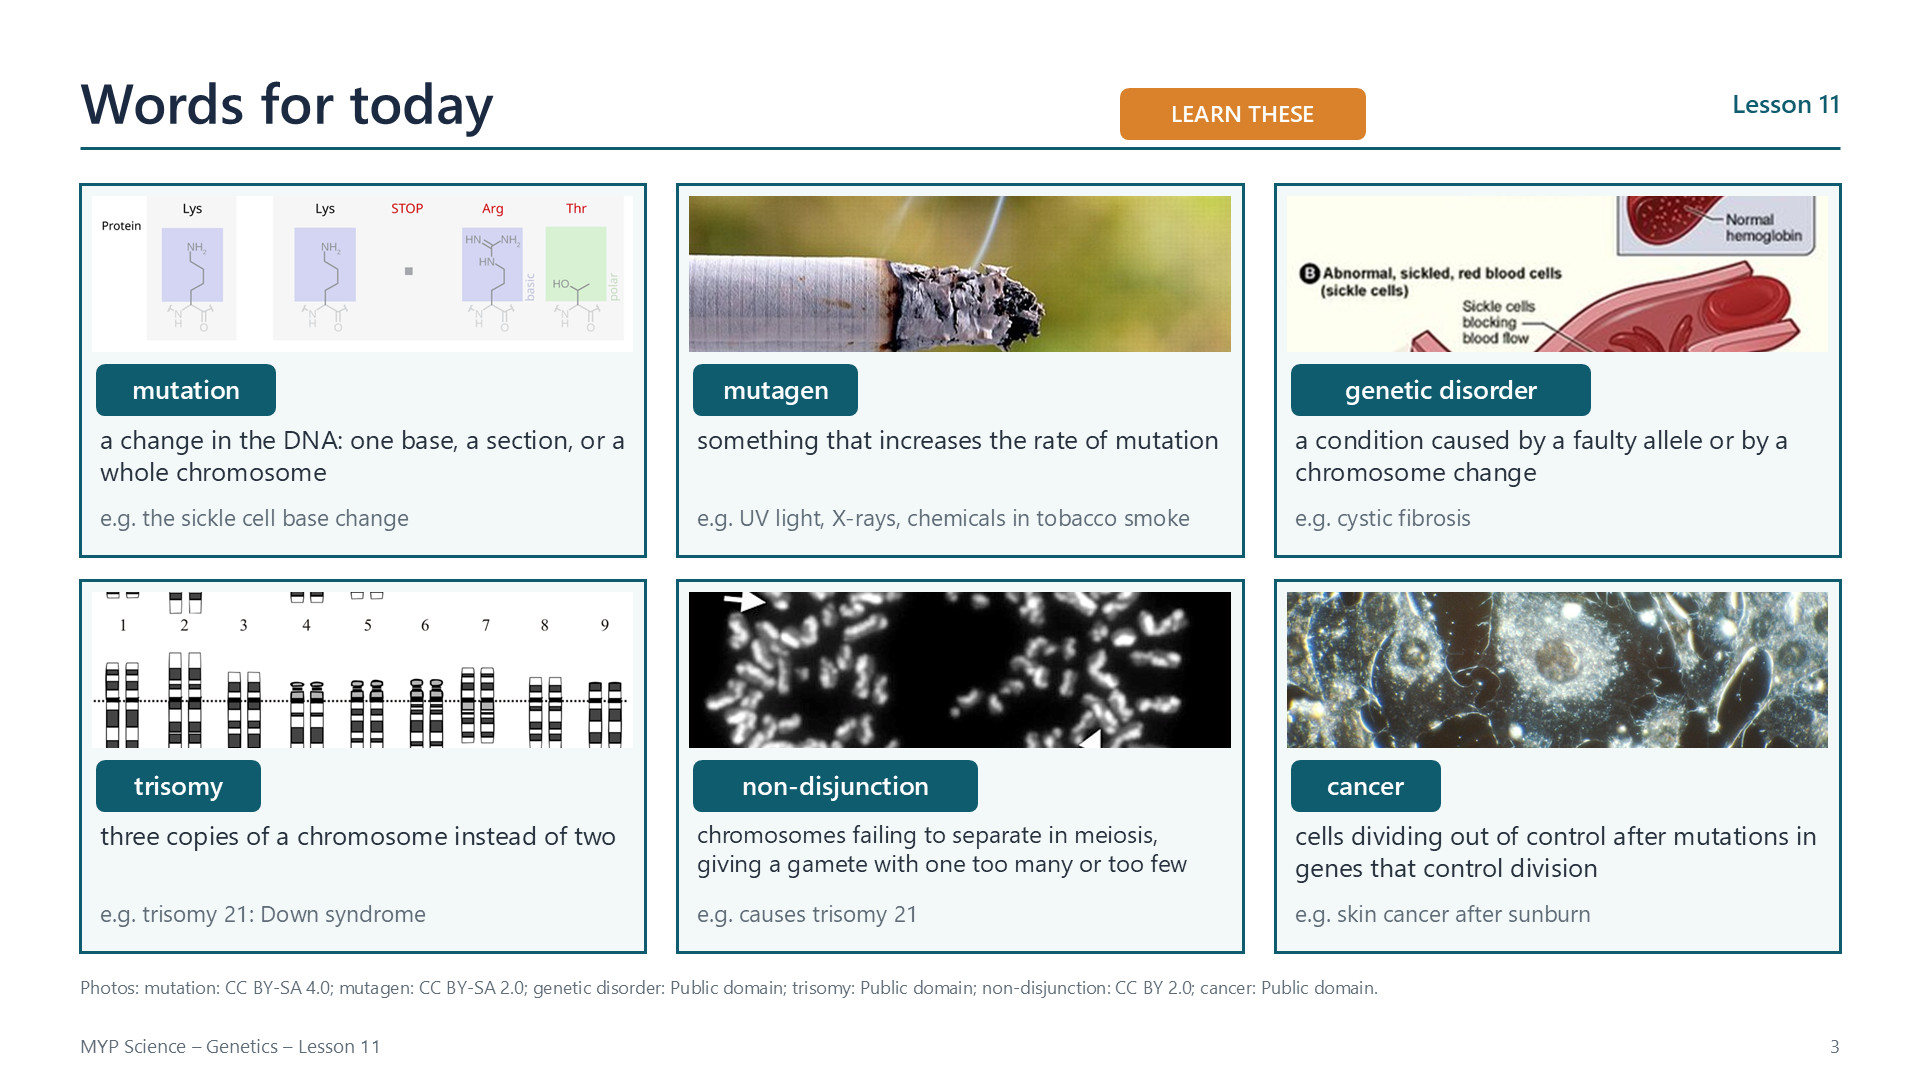 Words for today
LEARN THESE
Lesson 11
Protein
Lys
Lys
STOP
Arg
Thr
NH2
NH2
HN
NH2
HN
HO
basic
polar
N
H
O
N
H
O
N
H
O
N
H
O
mutation
a change in the DNA: one base, a section, or a
whole chromosome
e.g. the sickle cell base change
mutagen
something that increases the rate of mutation
e.g. UV light, X-rays, chemicals in tobacco smoke
Normal
hemoglobin
B Abnormal, sickled, red blood cells
(sickle cells)
Sickle cells
blocking
blood flow
genetic disorder
a condition caused by a faulty allele or by a
chromosome change
e.g. cystic fibrosis
1 2 3 4 5 6 7 8 9
trisomy
three copies of a chromosome instead of two
e.g. trisomy 21: Down syndrome
non-disjunction
chromosomes failing to separate in meiosis,
giving a gamete with one too many or too few
e.g. causes trisomy 21
cancer
cells dividing out of control after mutations in
genes that control division
e.g. skin cancer after sunburn
Photos: mutation: CC BY-SA 4.0; mutagen: CC BY-SA 2.0; genetic disorder: Public domain; trisomy: Public domain; non-disjunction: CC BY 2.0; cancer: Public domain.
MYP Science – Genetics – Lesson 11
3